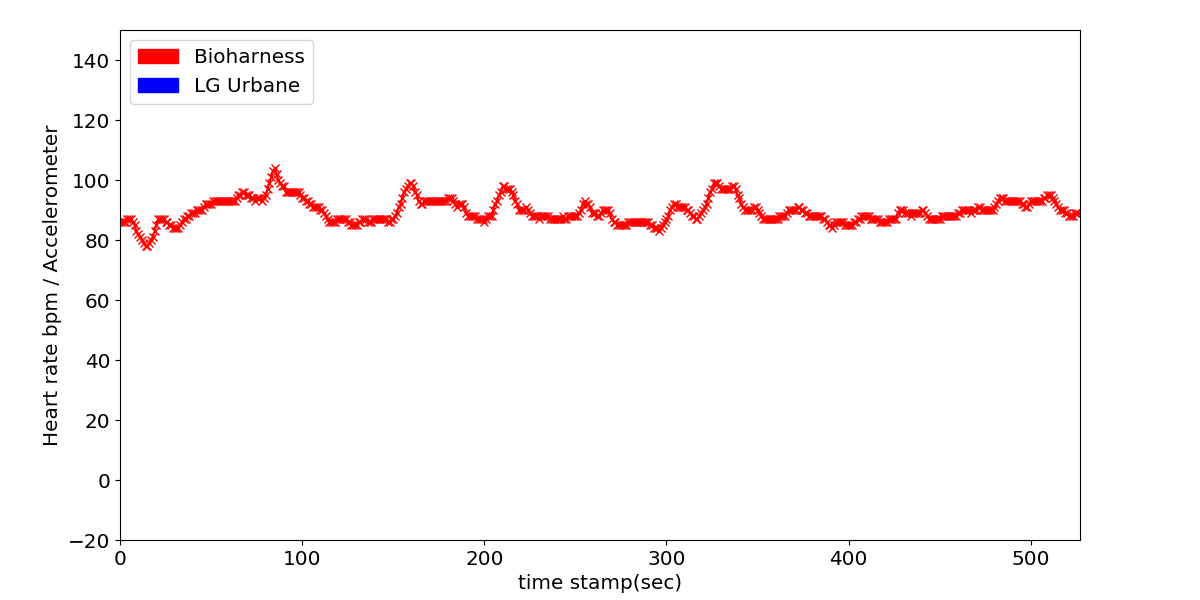 Bioharness
LG Urbane
Heart rate bpm / Accelerometer
140
120
100
80
60
40
20
0
−20
0 100 200 300 400 500
time stamp(sec)